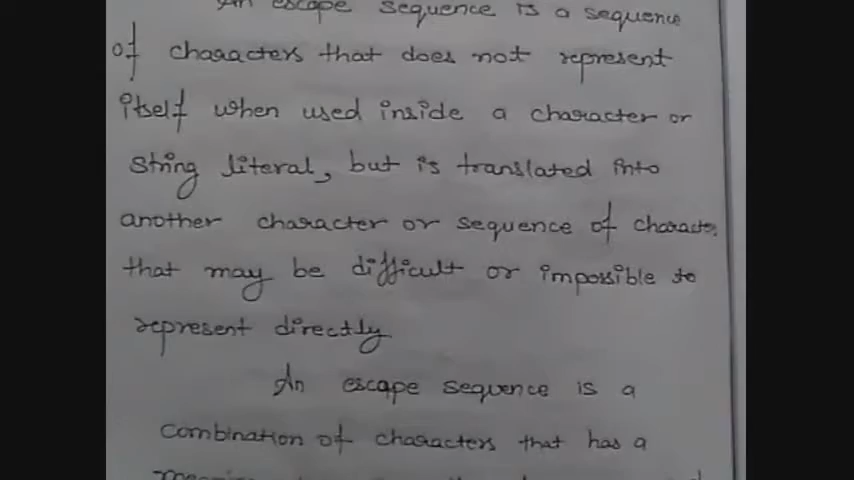 An escape sequence is a sequence
of characters that does not represent
itself when used inside a character or
string literal, but is translated into
another character or sequence of character
that may be difficult or impossible to
represent directly
An escape sequence is a
combination of characters that has a